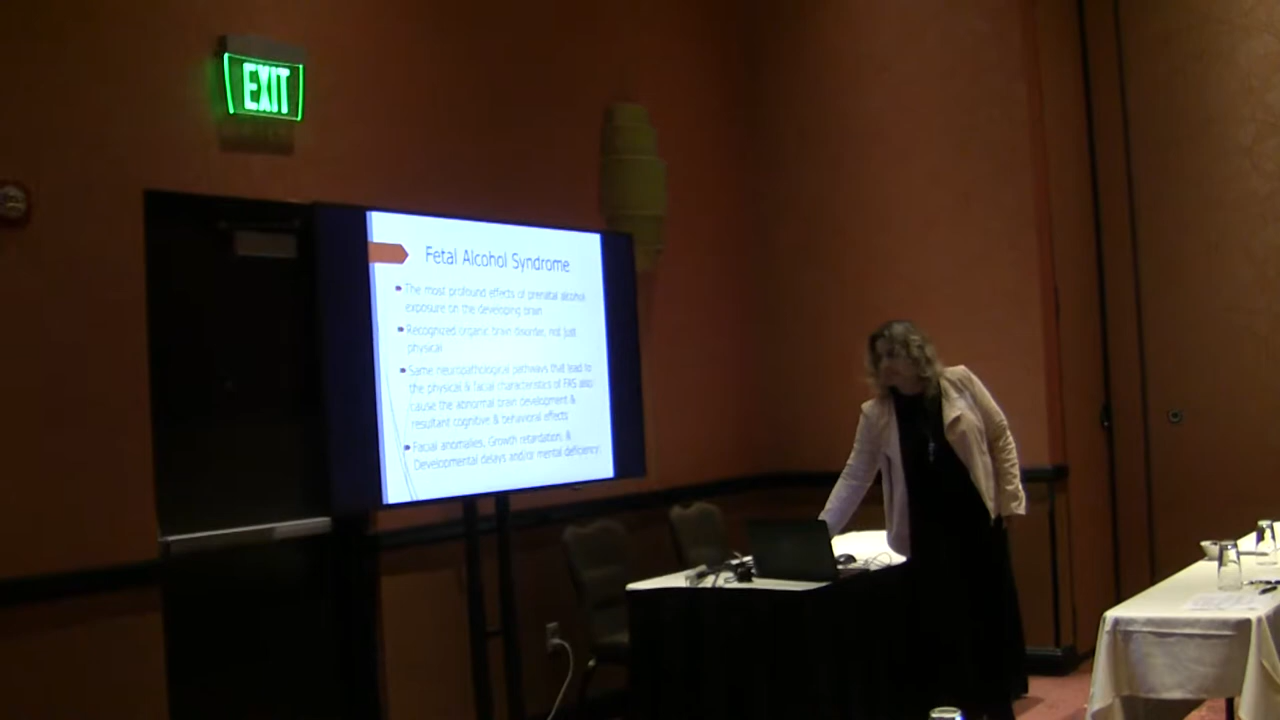 EXIT
Fetal Alcohol Syndrome
The most profound effects of prenatal alcohol
exposure on the developing brain
Recognized organic brain disorder, not just
physical
Same neuropathological pathways that lead to
the physical & facial characteristics of FAS also
cause the abnormal brain development &
resultant cognitive & behavioral effects
Facial anomalies, Growth retardation, &
Developmental delays and/or mental deficiency